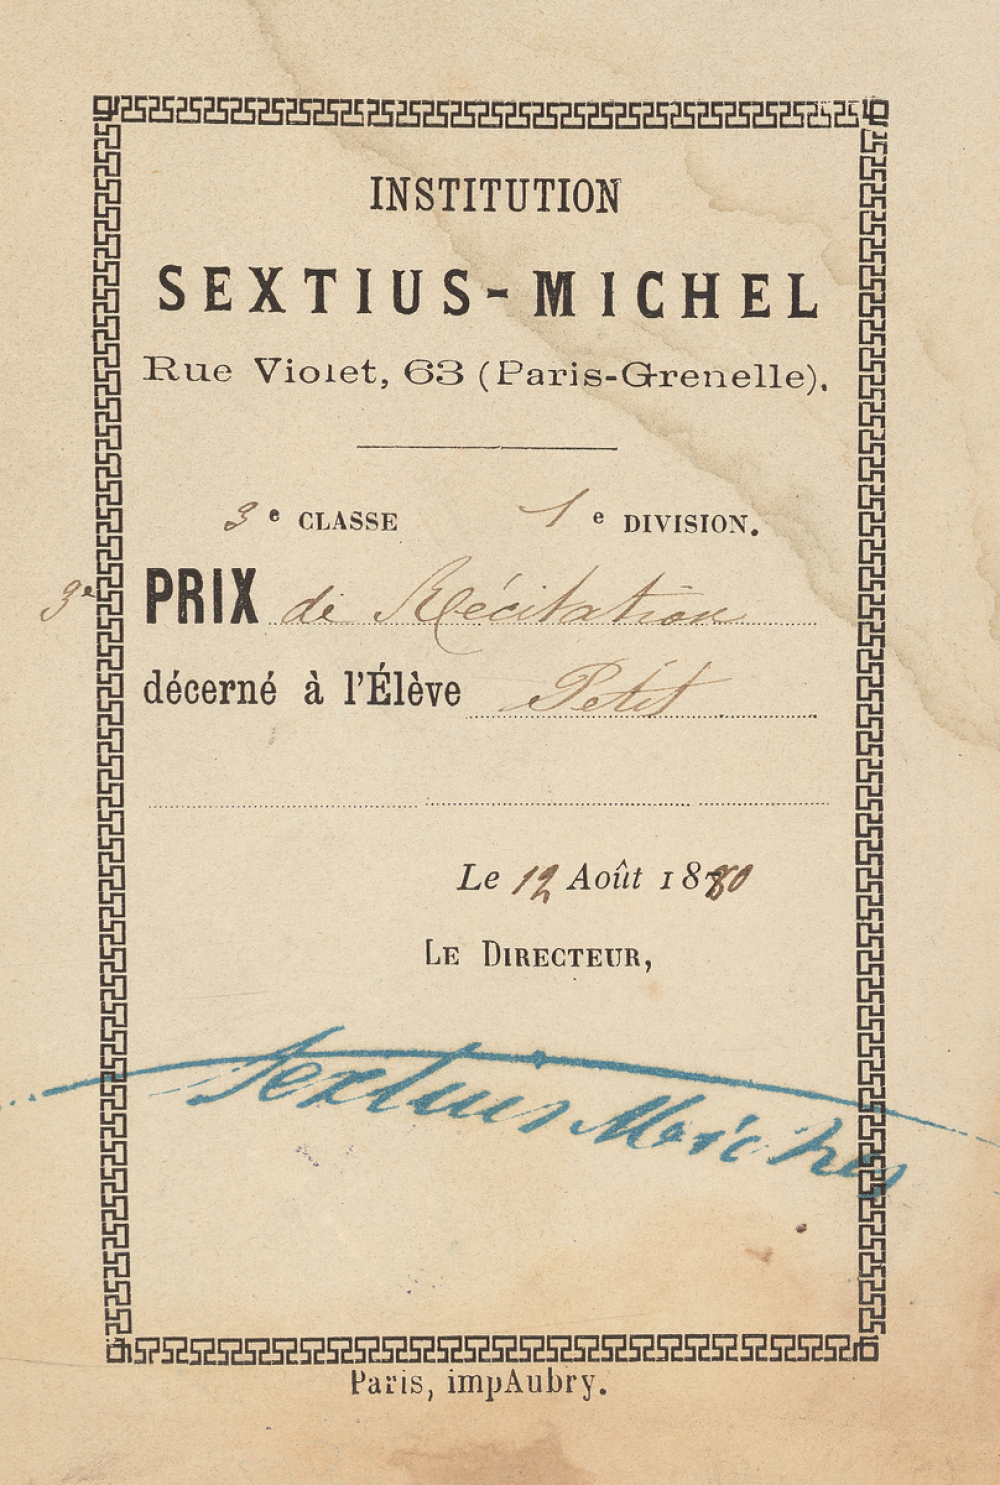 INSTITUTION
SEXTIUS-MICHEL
Rue Violet, 63 (Paris-Grenelle).
3e CLASSE 1e DIVISION.
3e PRIX de Récitation
décerné à l'Élève Petit
Le 12 Août 1880
LE DIRECTEUR,
Sextius Michel
Paris, impAubry.